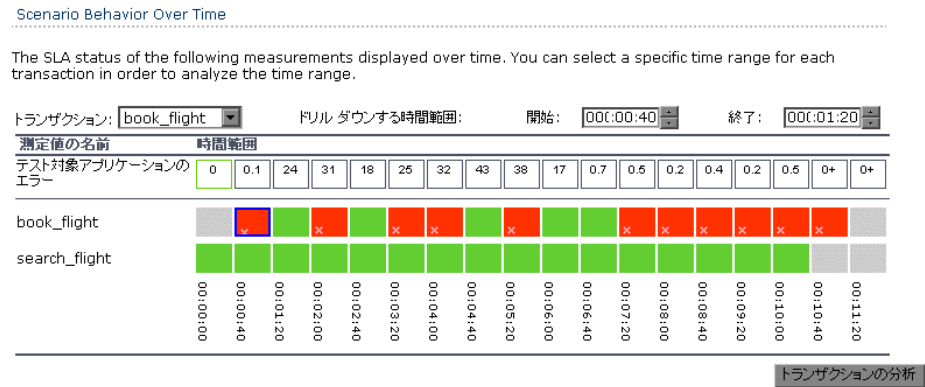 Scenario Behavior Over Time
The SLA status of the following measurements displayed over time. You can select a specific time range for each
transaction in order to analyze the time range.
トランザクション: book_flight ドリル ダウンする時間範囲: 開始: 00(:00:40 終了: 00(:01:20
測定値の名前 時間範囲
テスト対象アプリケーションの
エラー
0 0.1 24 31 18 25 32 43 38 17 0.7 0.5 0.2 0.4 0.2 0.5 0+ 0+
book_flight
search_flight
00:00:00 00:00:40 00:01:20 00:02:00 00:02:40 00:03:20 00:04:00 00:04:40 00:05:20 00:06:00 00:06:40 00:07:20 00:08:00 00:08:40 00:09:20 00:10:00 00:10:40 00:11:20
トランザクションの分析